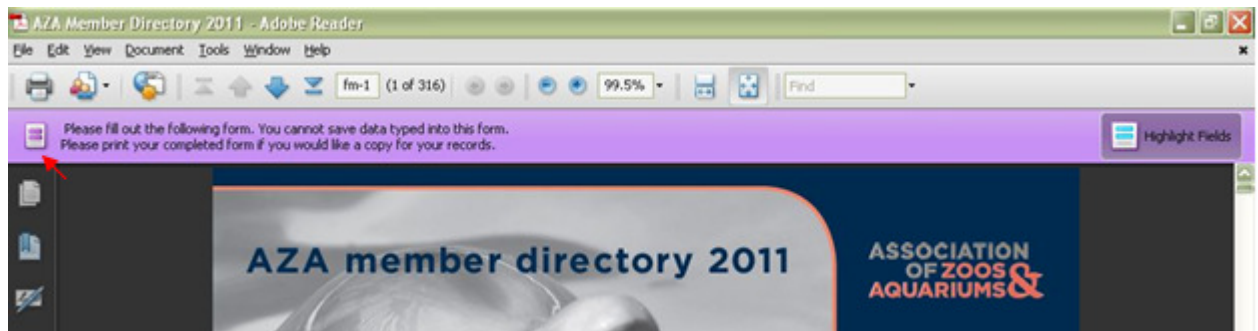 AZA Member Directory 2011 - Adobe Reader
File Edit View Document Tools Window Help
fm-1 (1 of 316) 99.5% Find
Please fill out the following form. You cannot save data typed into this form.
Please print your completed form if you would like a copy for your records.
Highlight Fields
AZA member directory 2011
ASSOCIATION
OF ZOOS &
AQUARIUMS